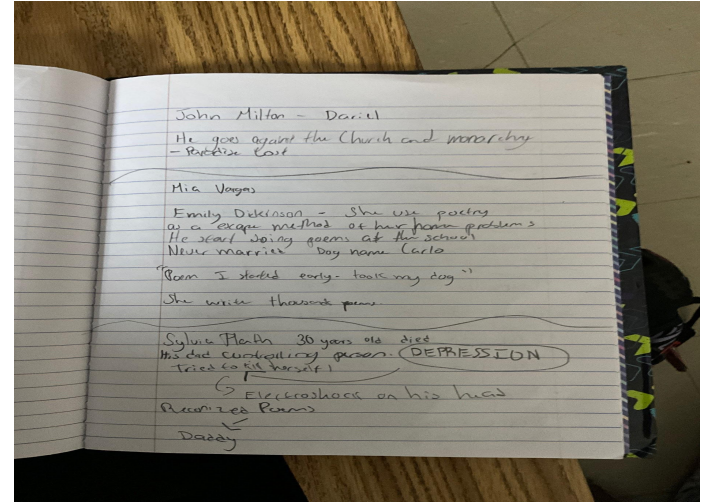 John Milton - Daniel
He goes against the Church and monarchy
- Paradise Lost
Mia Vargas
Emily Dickinson - She use poetry
as a escape method of her home problems
He start doing poems at the school
Never married Dog name Carlo
"Poem I started early - took my dog"
She write thousand poems
Sylvia Plath 30 years old died
His dad controlling person. DEPRESSION
Tried to kill herself!
Electroshock on his head
Reconized Poems
Daddy